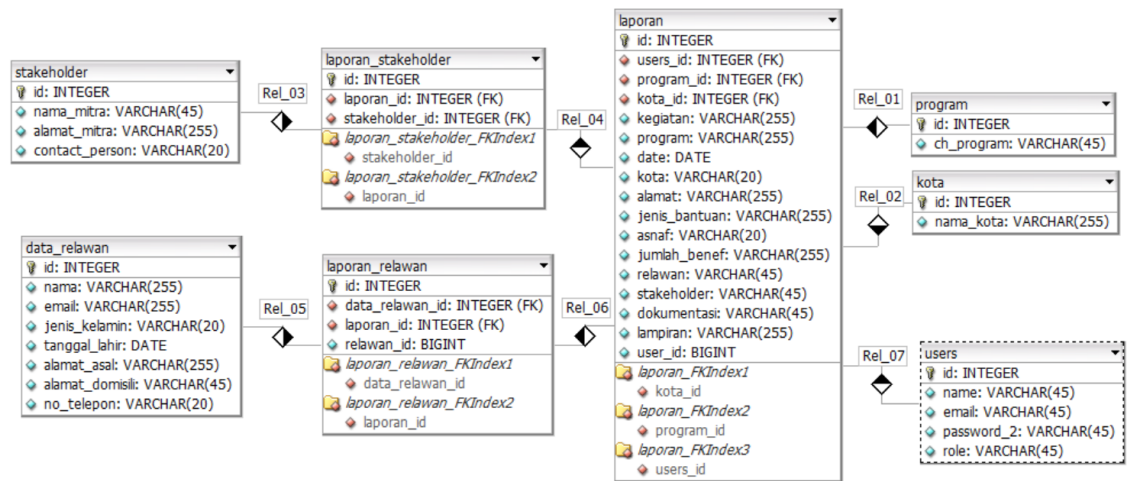 stakeholder
id: INTEGER
nama_mitra: VARCHAR(45)
alamat_mitra: VARCHAR(255)
contact_person: VARCHAR(20)
Rel_03
laporan_stakeholder
id: INTEGER
laporan_id: INTEGER (FK)
stakeholder_id: INTEGER (FK)
laporan_stakeholder_FKIndex1
stakeholder_id
laporan_stakeholder_FKIndex2
laporan_id
Rel_04
laporan
id: INTEGER
users_id: INTEGER (FK)
program_id: INTEGER (FK)
kota_id: INTEGER (FK)
kegiatan: VARCHAR(255)
program: VARCHAR(255)
date: DATE
kota: VARCHAR(20)
alamat: VARCHAR(255)
jenis_bantuan: VARCHAR(255)
asnaf: VARCHAR(20)
jumlah_benef: VARCHAR(255)
relawan: VARCHAR(45)
stakeholder: VARCHAR(45)
dokumentasi: VARCHAR(45)
lampiran: VARCHAR(255)
user_id: BIGINT
laporan_FKIndex1
kota_id
laporan_FKIndex2
program_id
laporan_FKIndex3
users_id
Rel_01
program
id: INTEGER
ch_program: VARCHAR(45)
Rel_02
kota
id: INTEGER
nama_kota: VARCHAR(255)
data_relawan
id: INTEGER
nama: VARCHAR(255)
email: VARCHAR(255)
jenis_kelamin: VARCHAR(20)
tanggal_lahir: DATE
alamat_asal: VARCHAR(255)
alamat_domisili: VARCHAR(45)
no_telepon: VARCHAR(20)
Rel_05
laporan_relawan
id: INTEGER
data_relawan_id: INTEGER (FK)
laporan_id: INTEGER (FK)
relawan_id: BIGINT
laporan_relawan_FKIndex1
data_relawan_id
laporan_relawan_FKIndex2
laporan_id
Rel_06
Rel_07
users
id: INTEGER
name: VARCHAR(45)
email: VARCHAR(45)
password_2: VARCHAR(45)
role: VARCHAR(45)